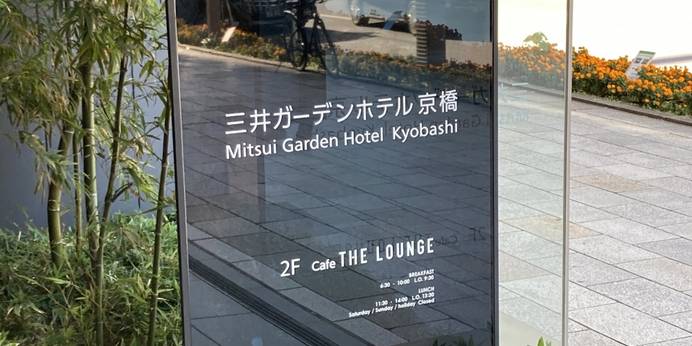 三井ガーデンホテル京橋
Mitsui Garden Hotel Kyobashi
2F Cafe THE LOUNGE
BREAKFAST
6:30 - 10:00 L.O. 9:30
LUNCH
11:30 - 14:00 L.O. 13:30
Saturday / Sunday / holiday Closed